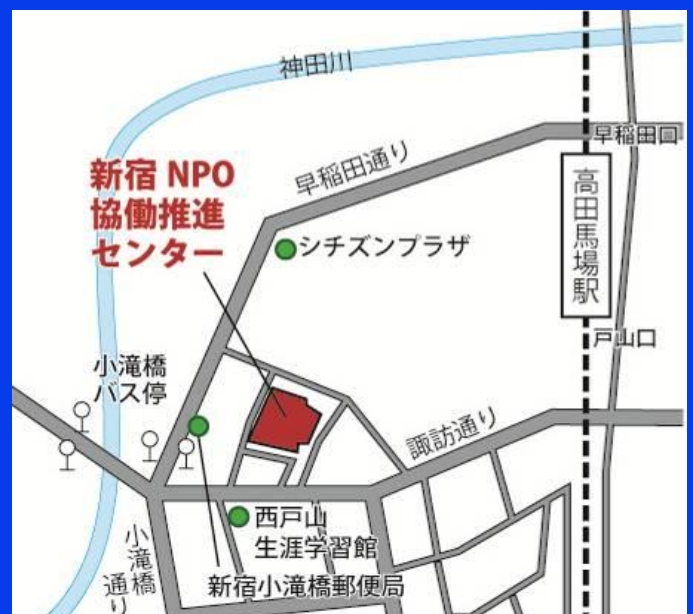 神田川
早稲田口
早稲田通り
新宿 NPO
協働推進
センター
シチズンプラザ
高田馬場駅
戸山口
小滝橋
バス停
諏訪通り
西戸山
生涯学習館
小滝橋
通り
新宿小滝橋郵便局